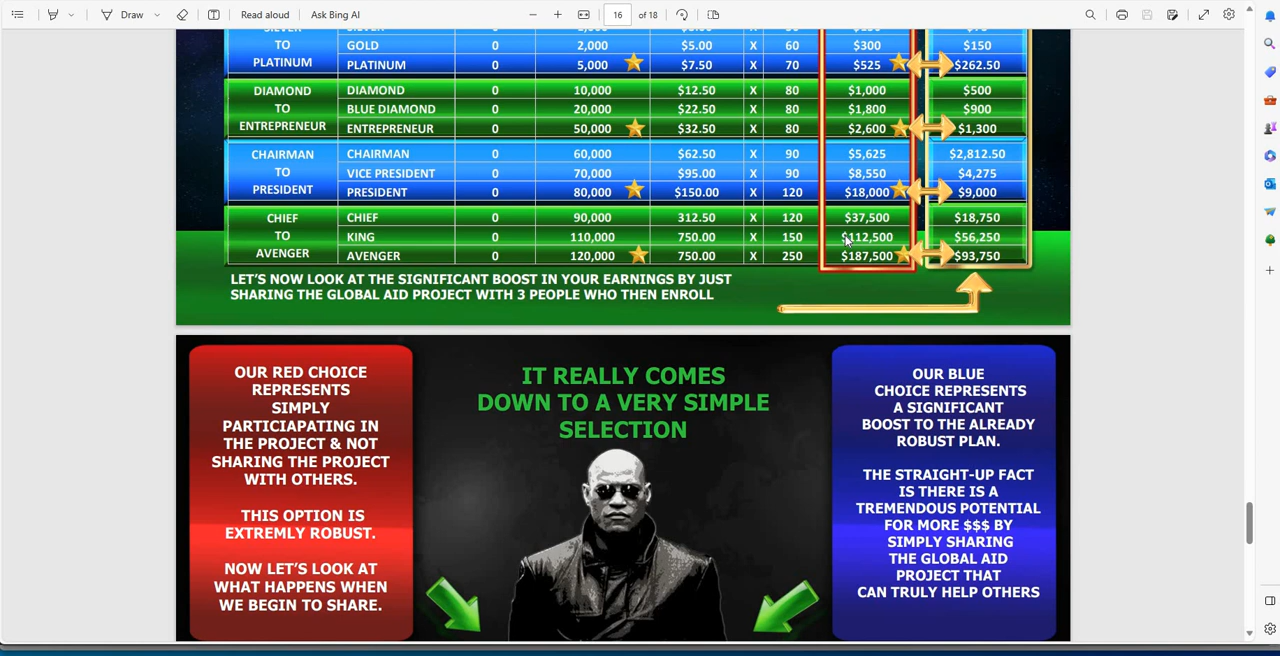 Draw
Read aloud
Ask Bing AI
16 of 18
TO GOLD 0 2,000 $5.00 X 60 $300 $150
PLATINUM PLATINUM 0 5,000 $7.50 X 70 $525 $262.50
DIAMOND DIAMOND 0 10,000 $12.50 X 80 $1,000 $500
TO BLUE DIAMOND 0 20,000 $22.50 X 80 $1,800 $900
ENTREPRENEUR ENTREPRENEUR 0 50,000 $32.50 X 80 $2,600 $1,300
CHAIRMAN CHAIRMAN 0 60,000 $62.50 X 90 $5,625 $2,812.50
TO VICE PRESIDENT 0 70,000 $95.00 X 90 $8,550 $4,275
PRESIDENT PRESIDENT 0 80,000 $150.00 X 120 $18,000 $9,000
CHIEF CHIEF 0 90,000 312.50 X 120 $37,500 $18,750
TO KING 0 110,000 750.00 X 150 $112,500 $56,250
AVENGER AVENGER 0 120,000 750.00 X 250 $187,500 $93,750
LET'S NOW LOOK AT THE SIGNIFICANT BOOST IN YOUR EARNINGS BY JUST
SHARING THE GLOBAL AID PROJECT WITH 3 PEOPLE WHO THEN ENROLL
OUR RED CHOICE
REPRESENTS
SIMPLY
PARTICIAPATING IN
THE PROJECT & NOT
SHARING THE PROJECT
WITH OTHERS.
THIS OPTION IS
EXTREMLY ROBUST.
NOW LET'S LOOK AT
WHAT HAPPENS WHEN
WE BEGIN TO SHARE.
IT REALLY COMES
DOWN TO A VERY SIMPLE
SELECTION
OUR BLUE
CHOICE REPRESENTS
A SIGNIFICANT
BOOST TO THE ALREADY
ROBUST PLAN.
THE STRAIGHT-UP FACT
IS THERE IS A
TREMENDOUS POTENTIAL
FOR MORE $$$ BY
SIMPLY SHARING
THE GLOBAL AID
PROJECT THAT
CAN TRULY HELP OTHERS